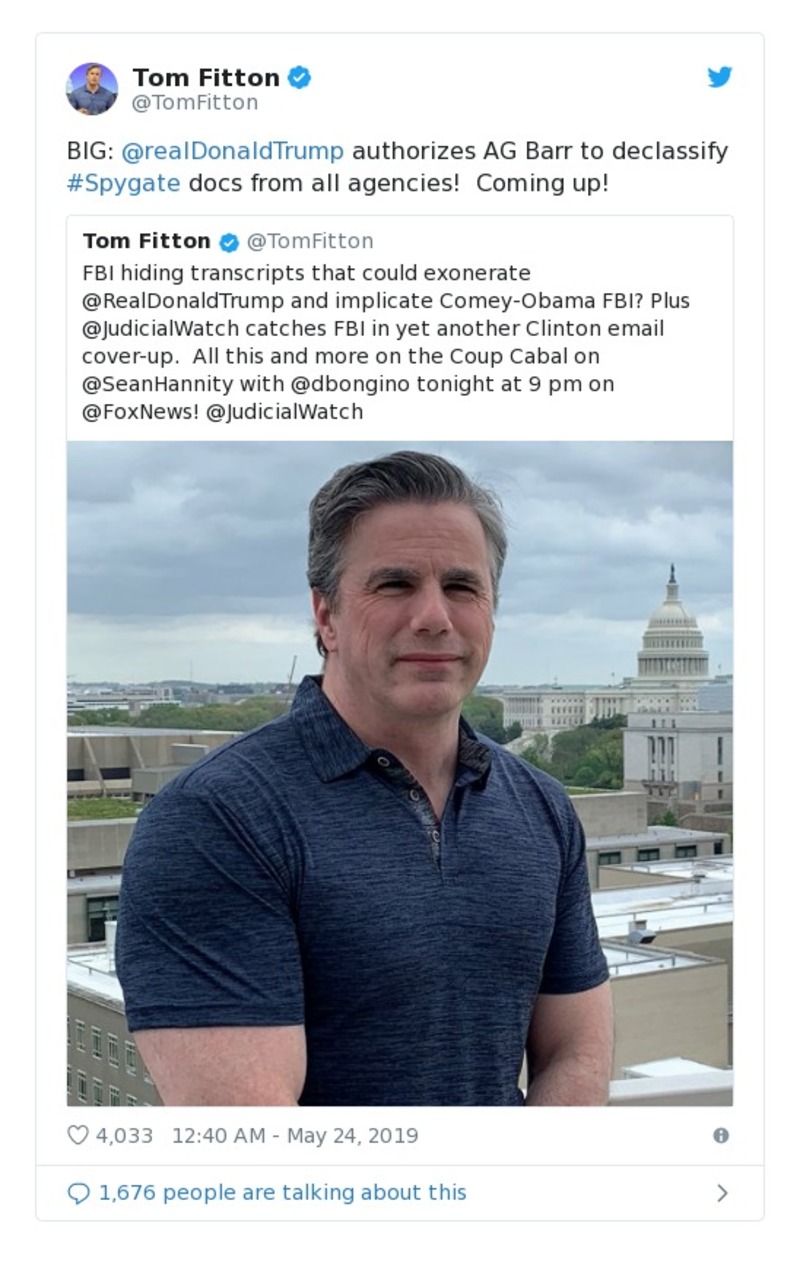 Tom Fitton
@TomFitton
BIG: @realDonaldTrump authorizes AG Barr to declassify
#Spygate docs from all agencies!  Coming up!
Tom Fitton @TomFitton
FBI hiding transcripts that could exonerate
@RealDonaldTrump and implicate Comey-Obama FBI? Plus
@JudicialWatch catches FBI in yet another Clinton email
cover-up.  All this and more on the Coup Cabal on
@SeanHannity with @dbongino tonight at 9 pm on
@FoxNews! @JudicialWatch
4,033 12:40 AM - May 24, 2019
1,676 people are talking about this